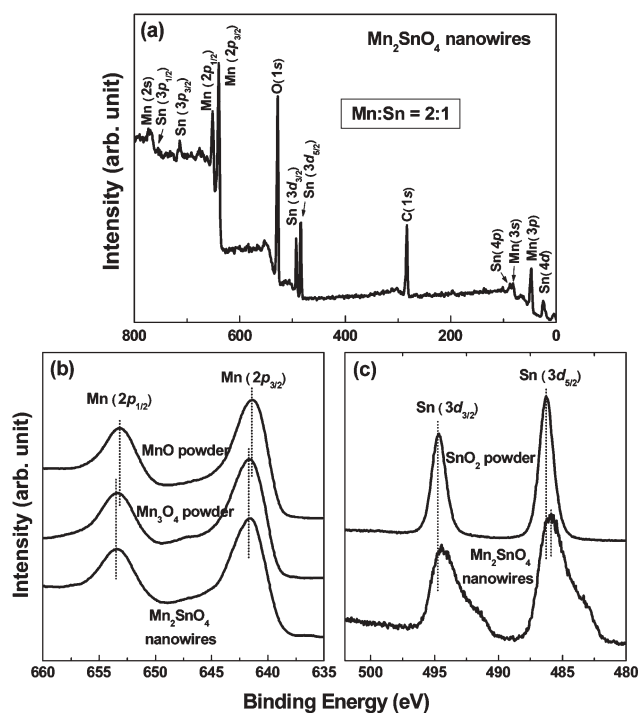 (a)
Mn₂SnO₄ nanowires
Mn:Sn = 2:1
Mn (2s)
Sn (3p₁/₂)
Sn (3p₃/₂)
Mn (2p₁/₂)
Mn (2p₃/₂)
O(1s)
Sn (3d₃/₂)
Sn (3d₅/₂)
C(1s)
Sn(4p)
Mn(3s)
Mn(3p)
Sn(4d)
Intensity (arb. unit)
800 600 400 200 0
(b)
Mn (2p₁/₂)
Mn (2p₃/₂)
MnO powder
Mn₃O₄ powder
Mn₂SnO₄
nanowires
Intensity (arb. unit)
660 655 650 645 640 635
(c)
Sn (3d₃/₂)
Sn (3d₅/₂)
SnO₂ powder
Mn₂SnO₄
nanowires
500 495 490 485 480
Binding Energy (eV)